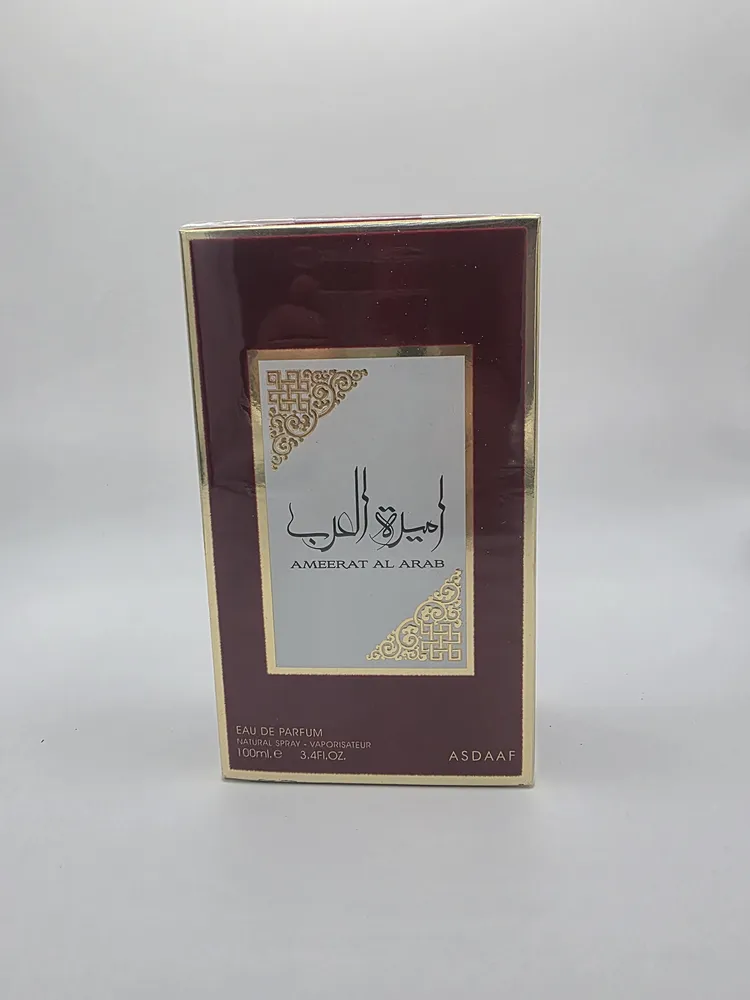 اميرة العرب
AMEERAT AL ARAB
EAU DE PARFUM
NATURAL SPRAY - VAPORISATEUR
100ml.e 3.4Fl.OZ.
ASDAAF